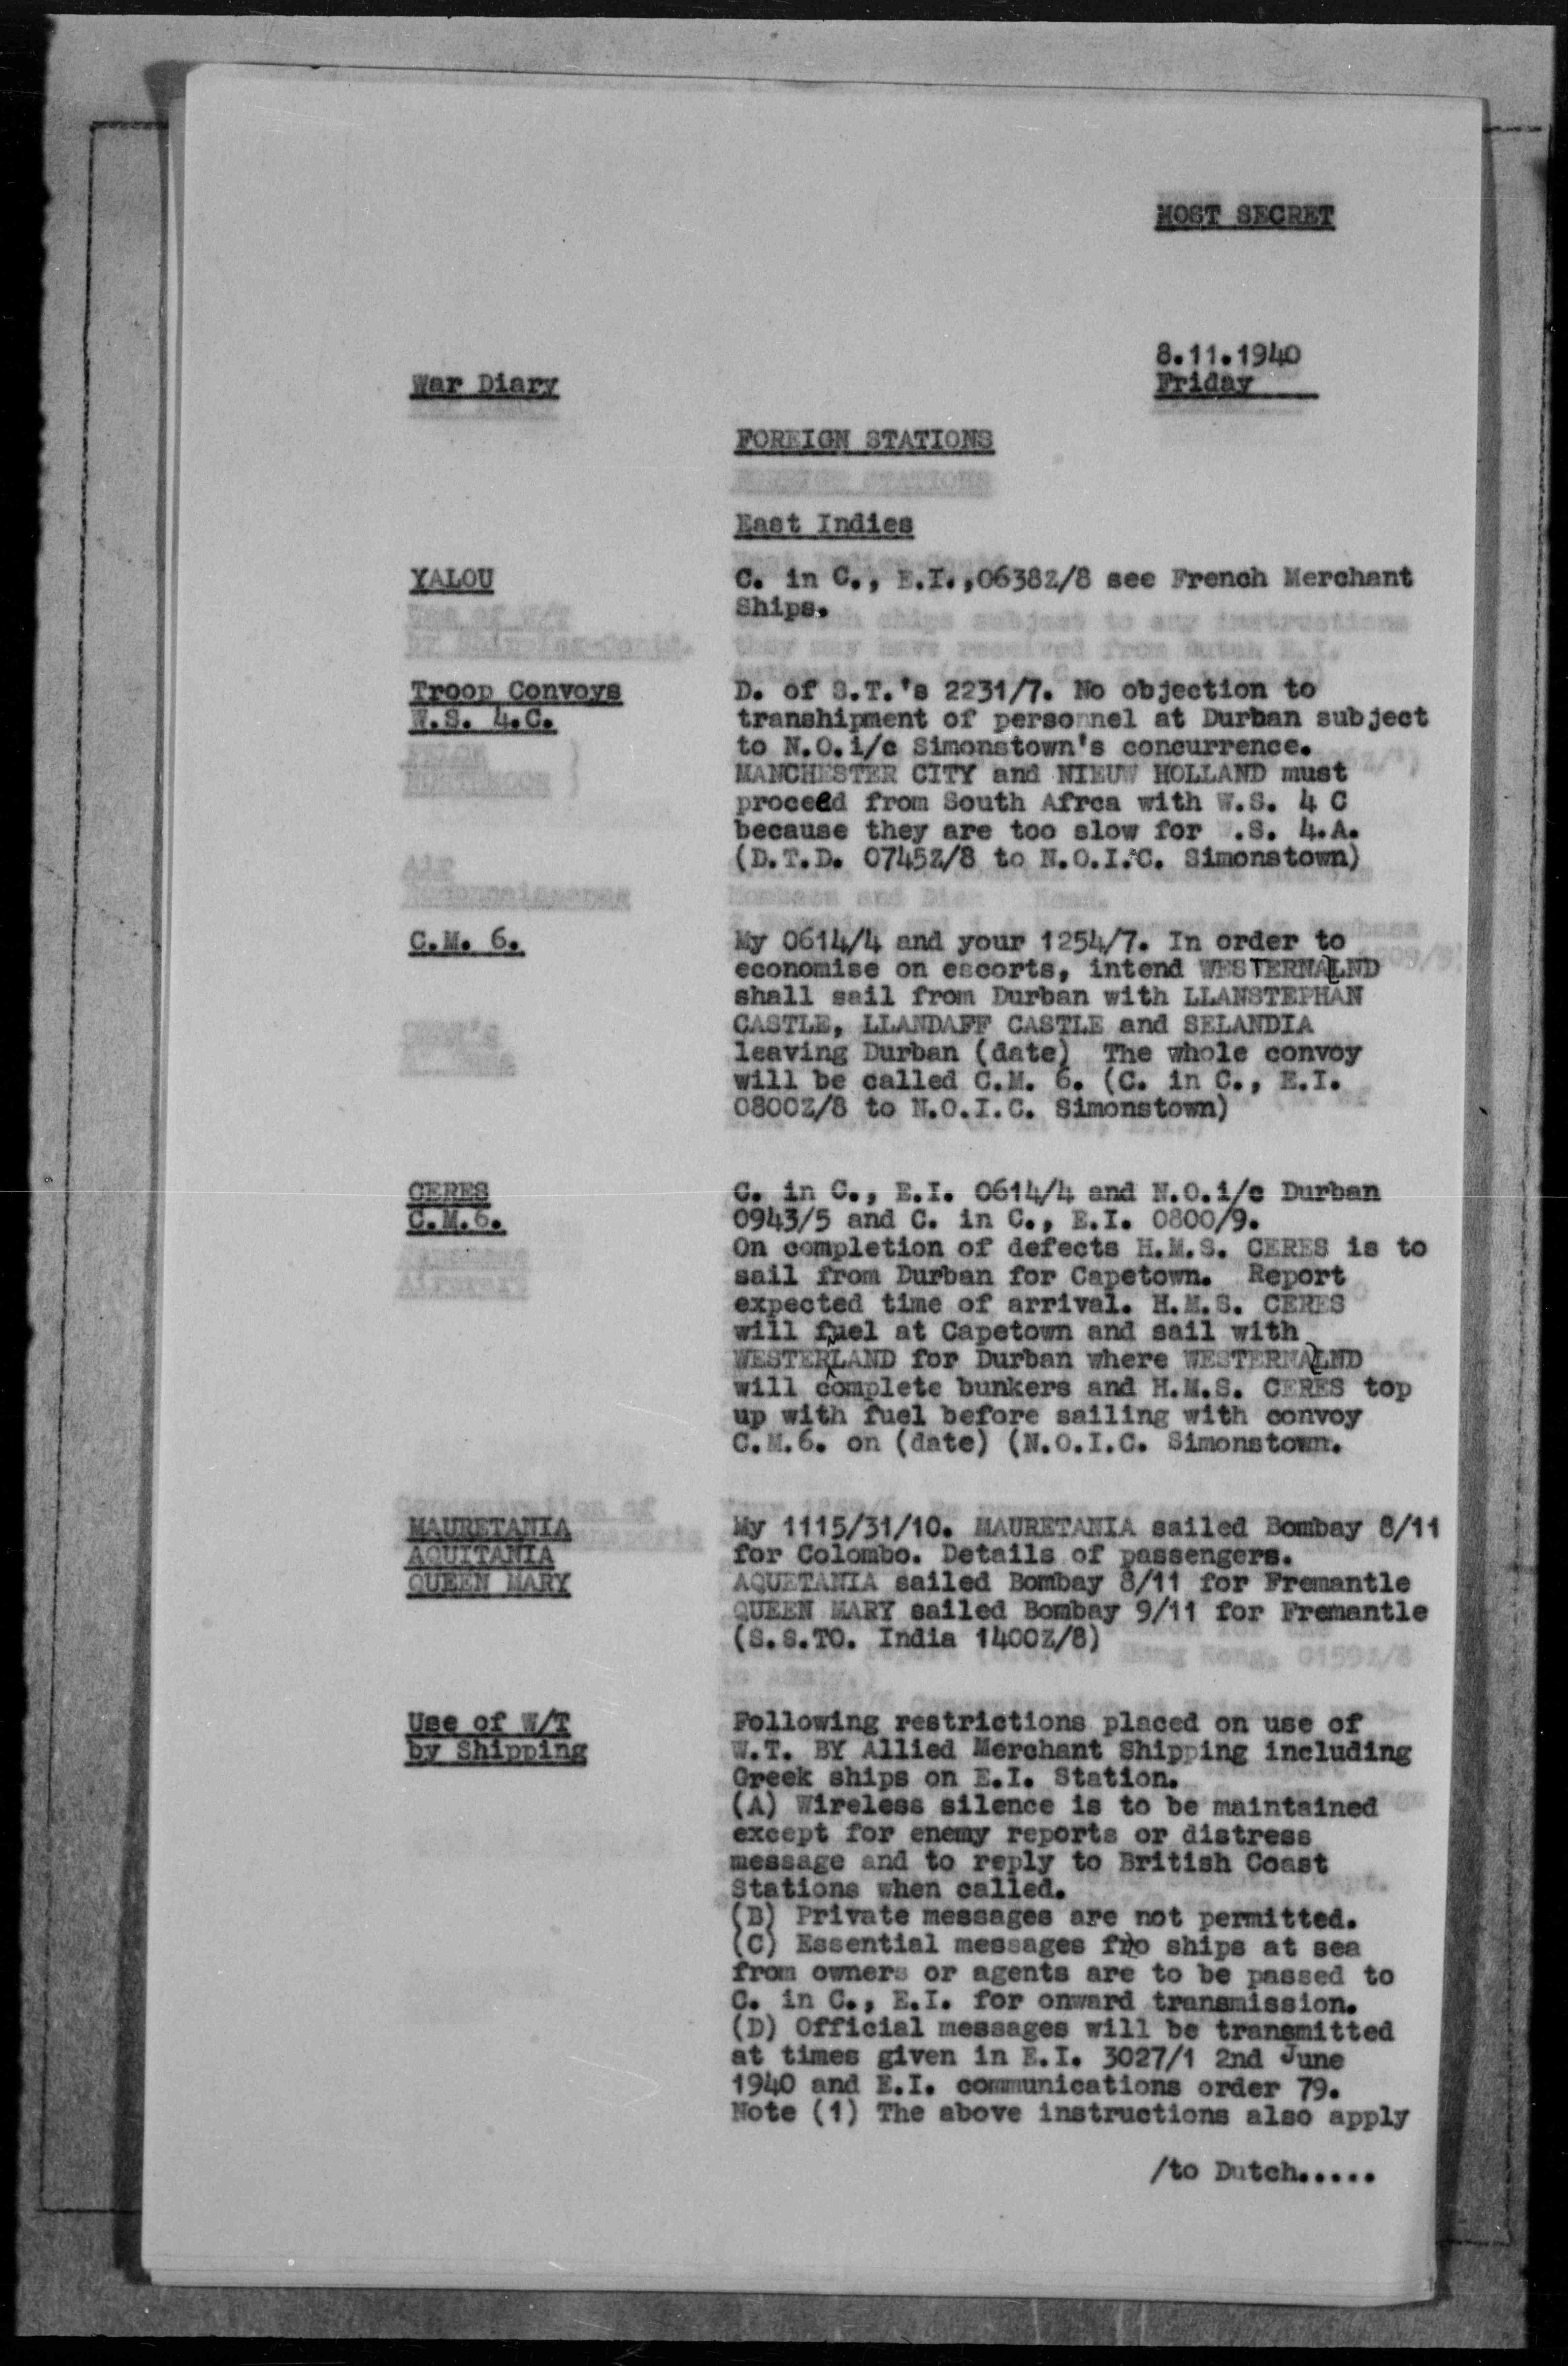 MOST SECRET
8.11.1940
War Diary
Friday
FOREIGN STATIONS
East Indies
YALOU
C. in C., E.I.,0638Z/8 see French Merchant
Ships.
Troop Convoys
W.S. 4.C.
D. of S.T.'s 2231/7. No objection to
transhipment of personnel at Durban subject
to N.O.i/c Simonstown's concurrence.
MANCHESTER CITY and NIEUW HOLLAND must
proceed from South Afrca with W.S. 4 C
because they are too slow for W.S. 4.A.
(D.T.D. 0745Z/8 to N.O.I.C. Simonstown)
C.M. 6.
My 0614/4 and your 1254/7. In order to
economise on escorts, intend WESTERNALND
shall sail from Durban with LLANSTEPHAN
CASTLE, LLANDAFF CASTLE and SELANDIA
leaving Durban (date) The whole convoy
will be called C.M. 6. (C. in C., E.I.
0800Z/8 to N.O.I.C. Simonstown)
CERES
C.M.6.
C. in C., E.I. 0614/4 and N.O.i/c Durban
0943/5 and C. in C., E.I. 0800/9.
On completion of defects H.M.S. CERES is to
sail from Durban for Capetown. Report
expected time of arrival. H.M.S. CERES
will fuel at Capetown and sail with
WESTERLAND for Durban where WESTERNALND
will complete bunkers and H.M.S. CERES top
up with fuel before sailing with convoy
C.M.6. on (date) (N.O.I.C. Simonstown.
MAURETANIA
AQUITANIA
QUEEN MARY
My 1115/31/10. MAURETANIA sailed Bombay 8/11
for Colombo. Details of passengers.
AQUETANIA sailed Bombay 8/11 for Fremantle
QUEEN MARY sailed Bombay 9/11 for Fremantle
(S.S.TO. India 1400Z/8)
Use of W/T
by Shipping
Following restrictions placed on use of
W.T. BY Allied Merchant Shipping including
Greek ships on E.I. Station.
(A) Wireless silence is to be maintained
except for enemy reports or distress
message and to reply to British Coast
Stations when called.
(B) Private messages are not permitted.
(C) Essential messages fro ships at sea
from owners or agents are to be passed to
C. in C., E.I. for onward transmission.
(D) Official messages will be transmitted
at times given in E.I. 3027/1 2nd June
1940 and E.I. communications order 79.
Note (1) The above instructions also apply
/to Dutch.....